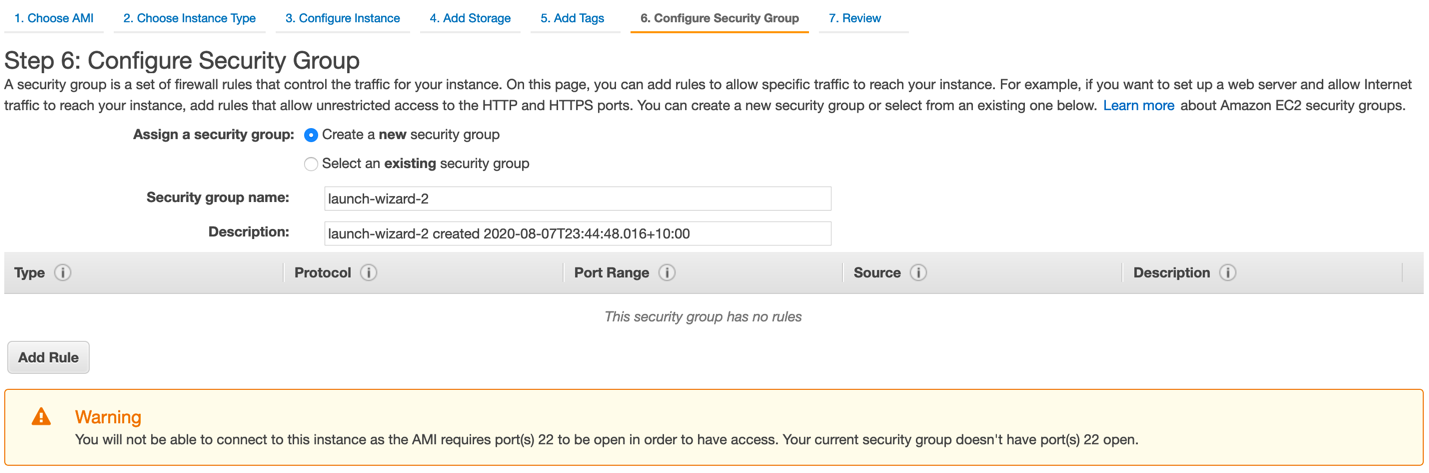 1. Choose AMI 2. Choose Instance Type 3. Configure Instance 4. Add Storage 5. Add Tags 6. Configure Security Group 7. Review
Step 6: Configure Security Group
A security group is a set of firewall rules that control the traffic for your instance. On this page, you can add rules to allow specific traffic to reach your instance. For example, if you want to set up a web server and allow Internet
traffic to reach your instance, add rules that allow unrestricted access to the HTTP and HTTPS ports. You can create a new security group or select from an existing one below. Learn more about Amazon EC2 security groups.
Assign a security group: Create a new security group
Select an existing security group
Security group name: launch-wizard-2
Description: launch-wizard-2 created 2020-08-07T23:44:48.016+10:00
Type i Protocol i Port Range i Source i Description i
This security group has no rules
Add Rule
Warning
You will not be able to connect to this instance as the AMI requires port(s) 22 to be open in order to have access. Your current security group doesn't have port(s) 22 open.